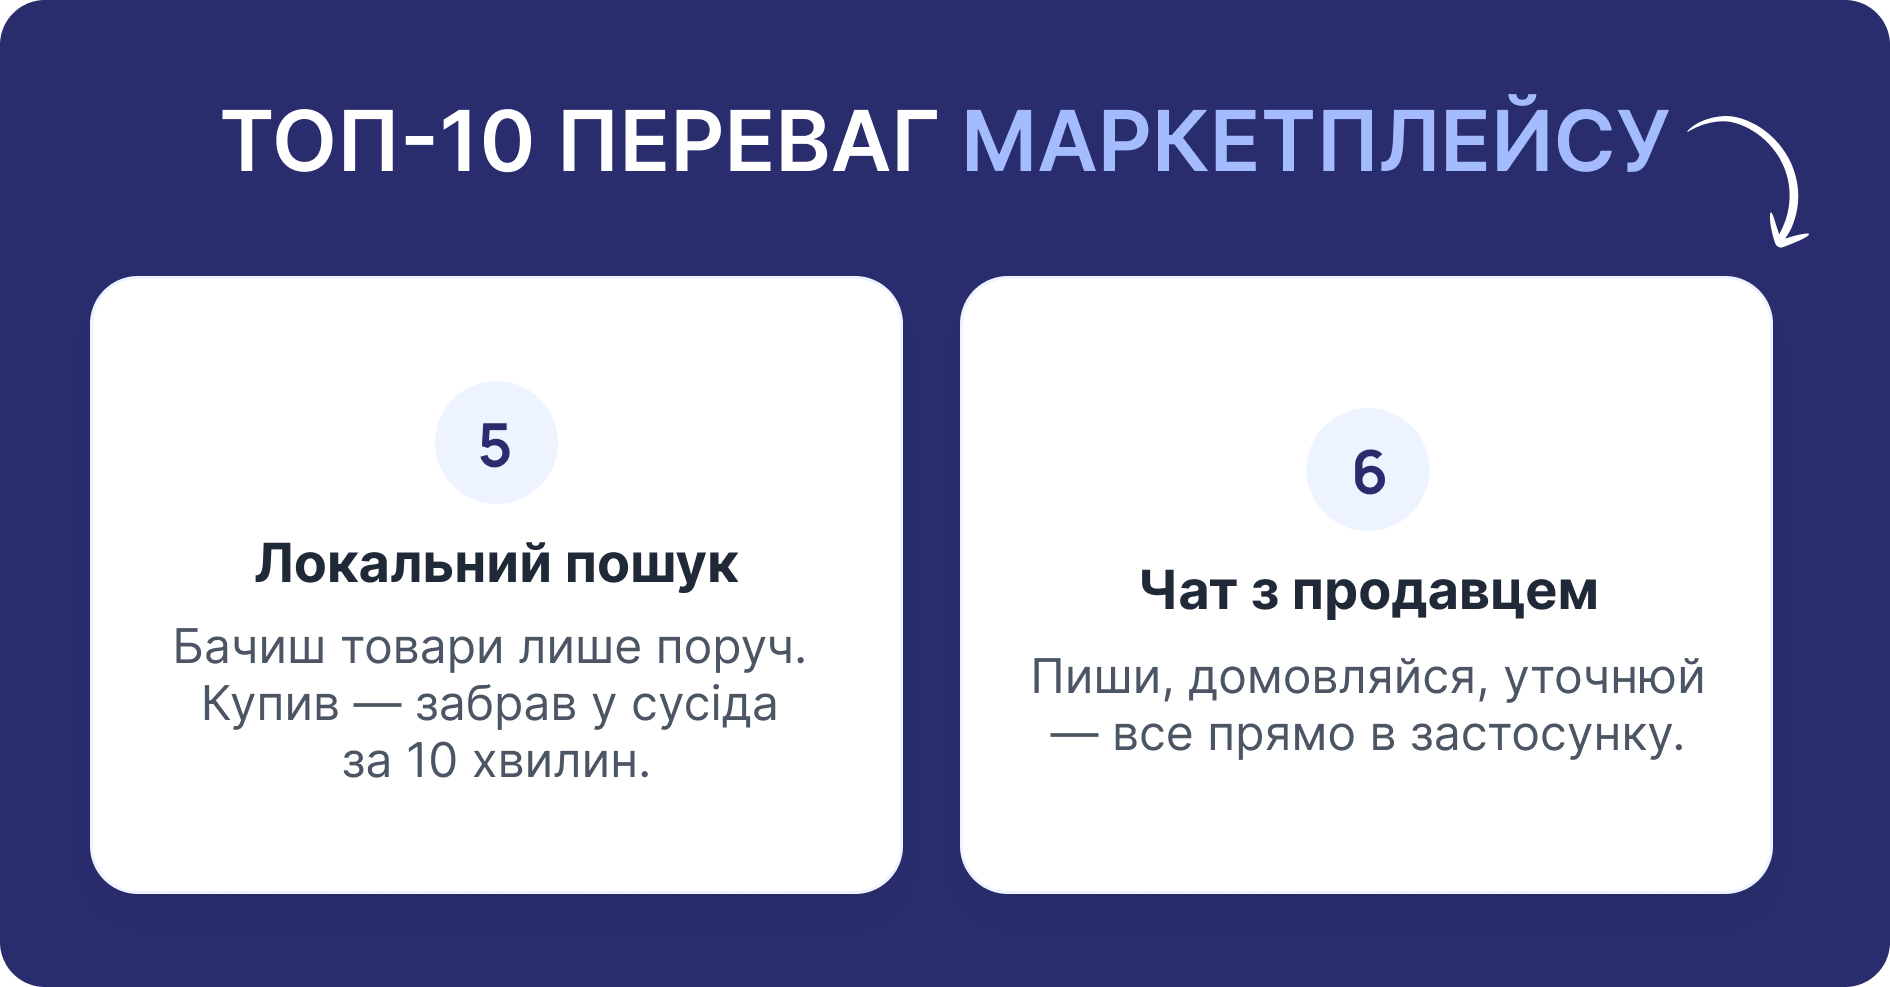 ТОП-10 ПЕРЕВАГ МАРКЕТПЛЕЙСУ
5
Локальний пошук
Бачиш товари лише поруч.
Купив — забрав у сусіда
за 10 хвилин.
6
Чат з продавцем
Пиши, домовляйся, уточнюй
— все прямо в застосунку.